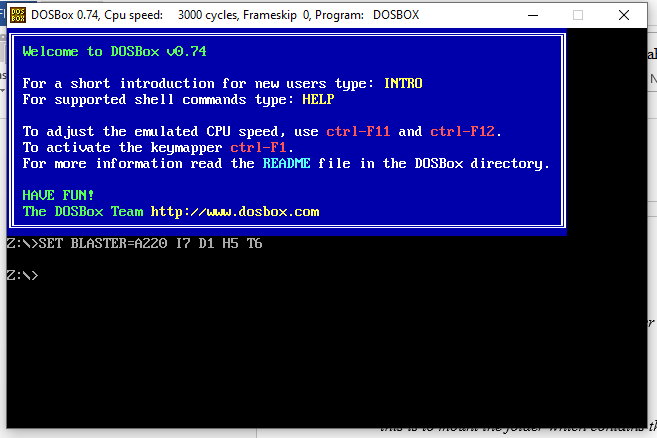 DOS
BOX
DOSBox 0.74, Cpu speed: 3000 cycles, Frameskip 0, Program: DOSBOX
Welcome to DOSBox v0.74
For a short introduction for new users type: INTRO
For supported shell commands type: HELP
To adjust the emulated CPU speed, use ctrl-F11 and ctrl-F12.
To activate the keymapper ctrl-F1.
For more information read the README file in the DOSBox directory.
HAVE FUN!
The DOSBox Team http://www.dosbox.com
Z:\>SET BLASTER=A220 I7 D1 H5 T6
Z:\>